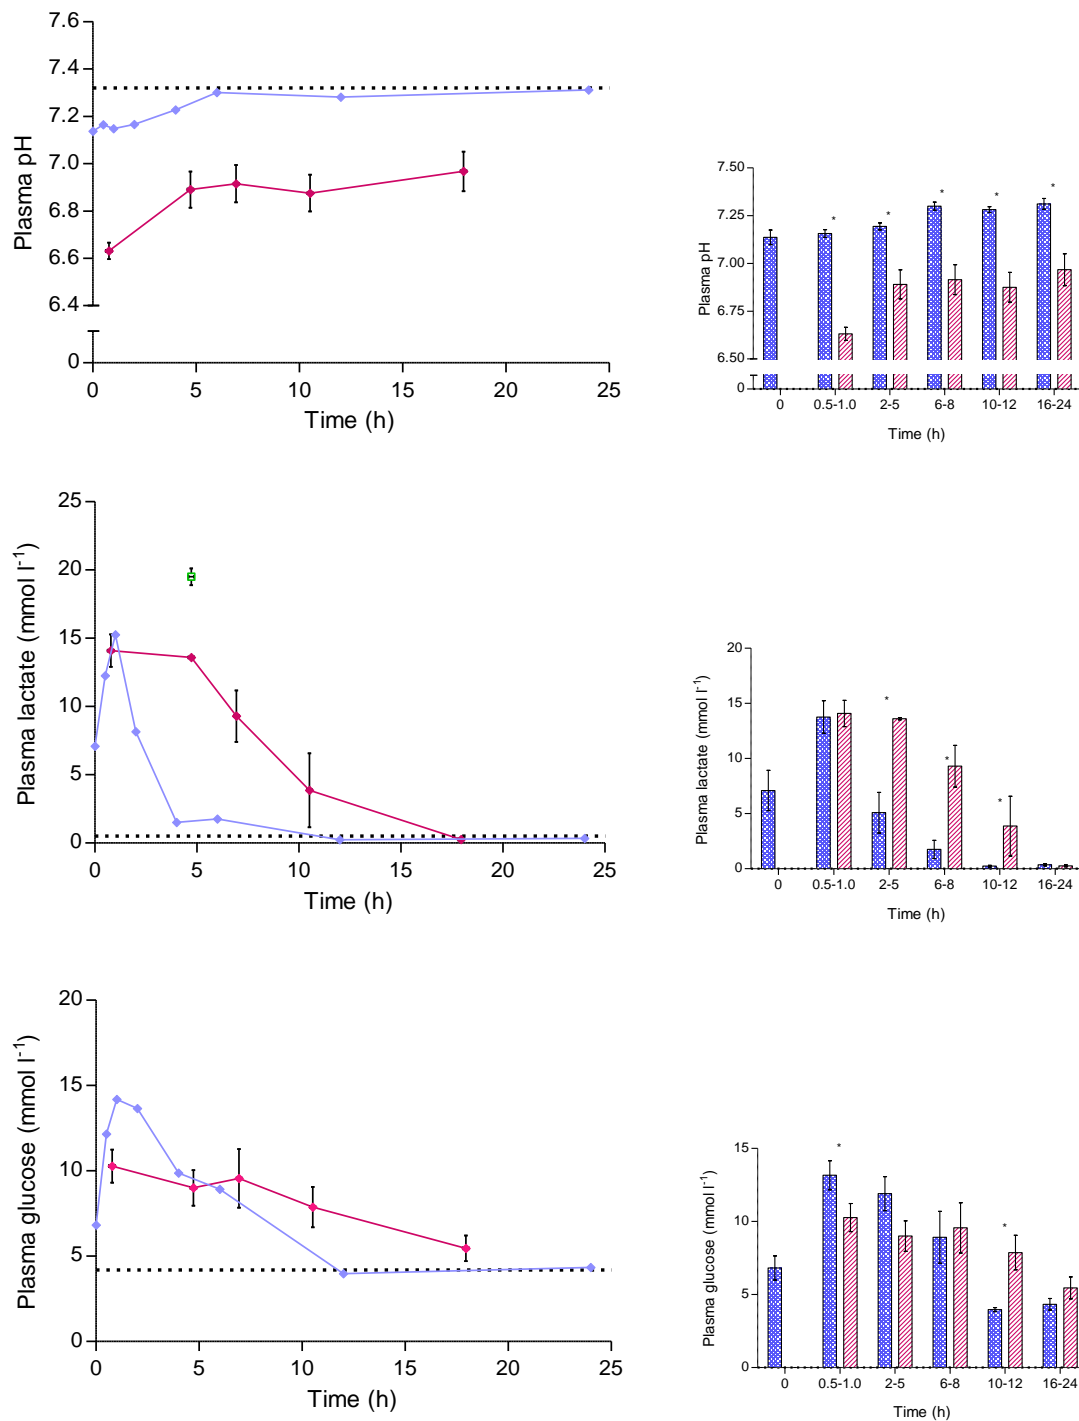 7.6
7.4
7.2
7.0
6.8
6.6
6.4
0
Plasma pH
0 5 10 15 20 25
Time (h)
7.50
7.25
7.00
6.75
6.50
0
Plasma pH
* * * * *
0 0.5-1.0 2-5 6-8 10-12 16-24
Time (h)
25
20
15
10
5
0
Plasma lactate (mmol l⁻¹)
0 5 10 15 20 25
Time (h)
20
15
10
5
0
Plasma lactate (mmol l⁻¹)
* * *
0 0.5-1.0 2-5 6-8 10-12 16-24
Time (h)
20
15
10
5
0
Plasma glucose (mmol l⁻¹)
0 5 10 15 20 25
Time (h)
15
10
5
0
Plasma glucose (mmol l⁻¹)
* *
0 0.5-1.0 2-5 6-8 10-12 16-24
Time (h)